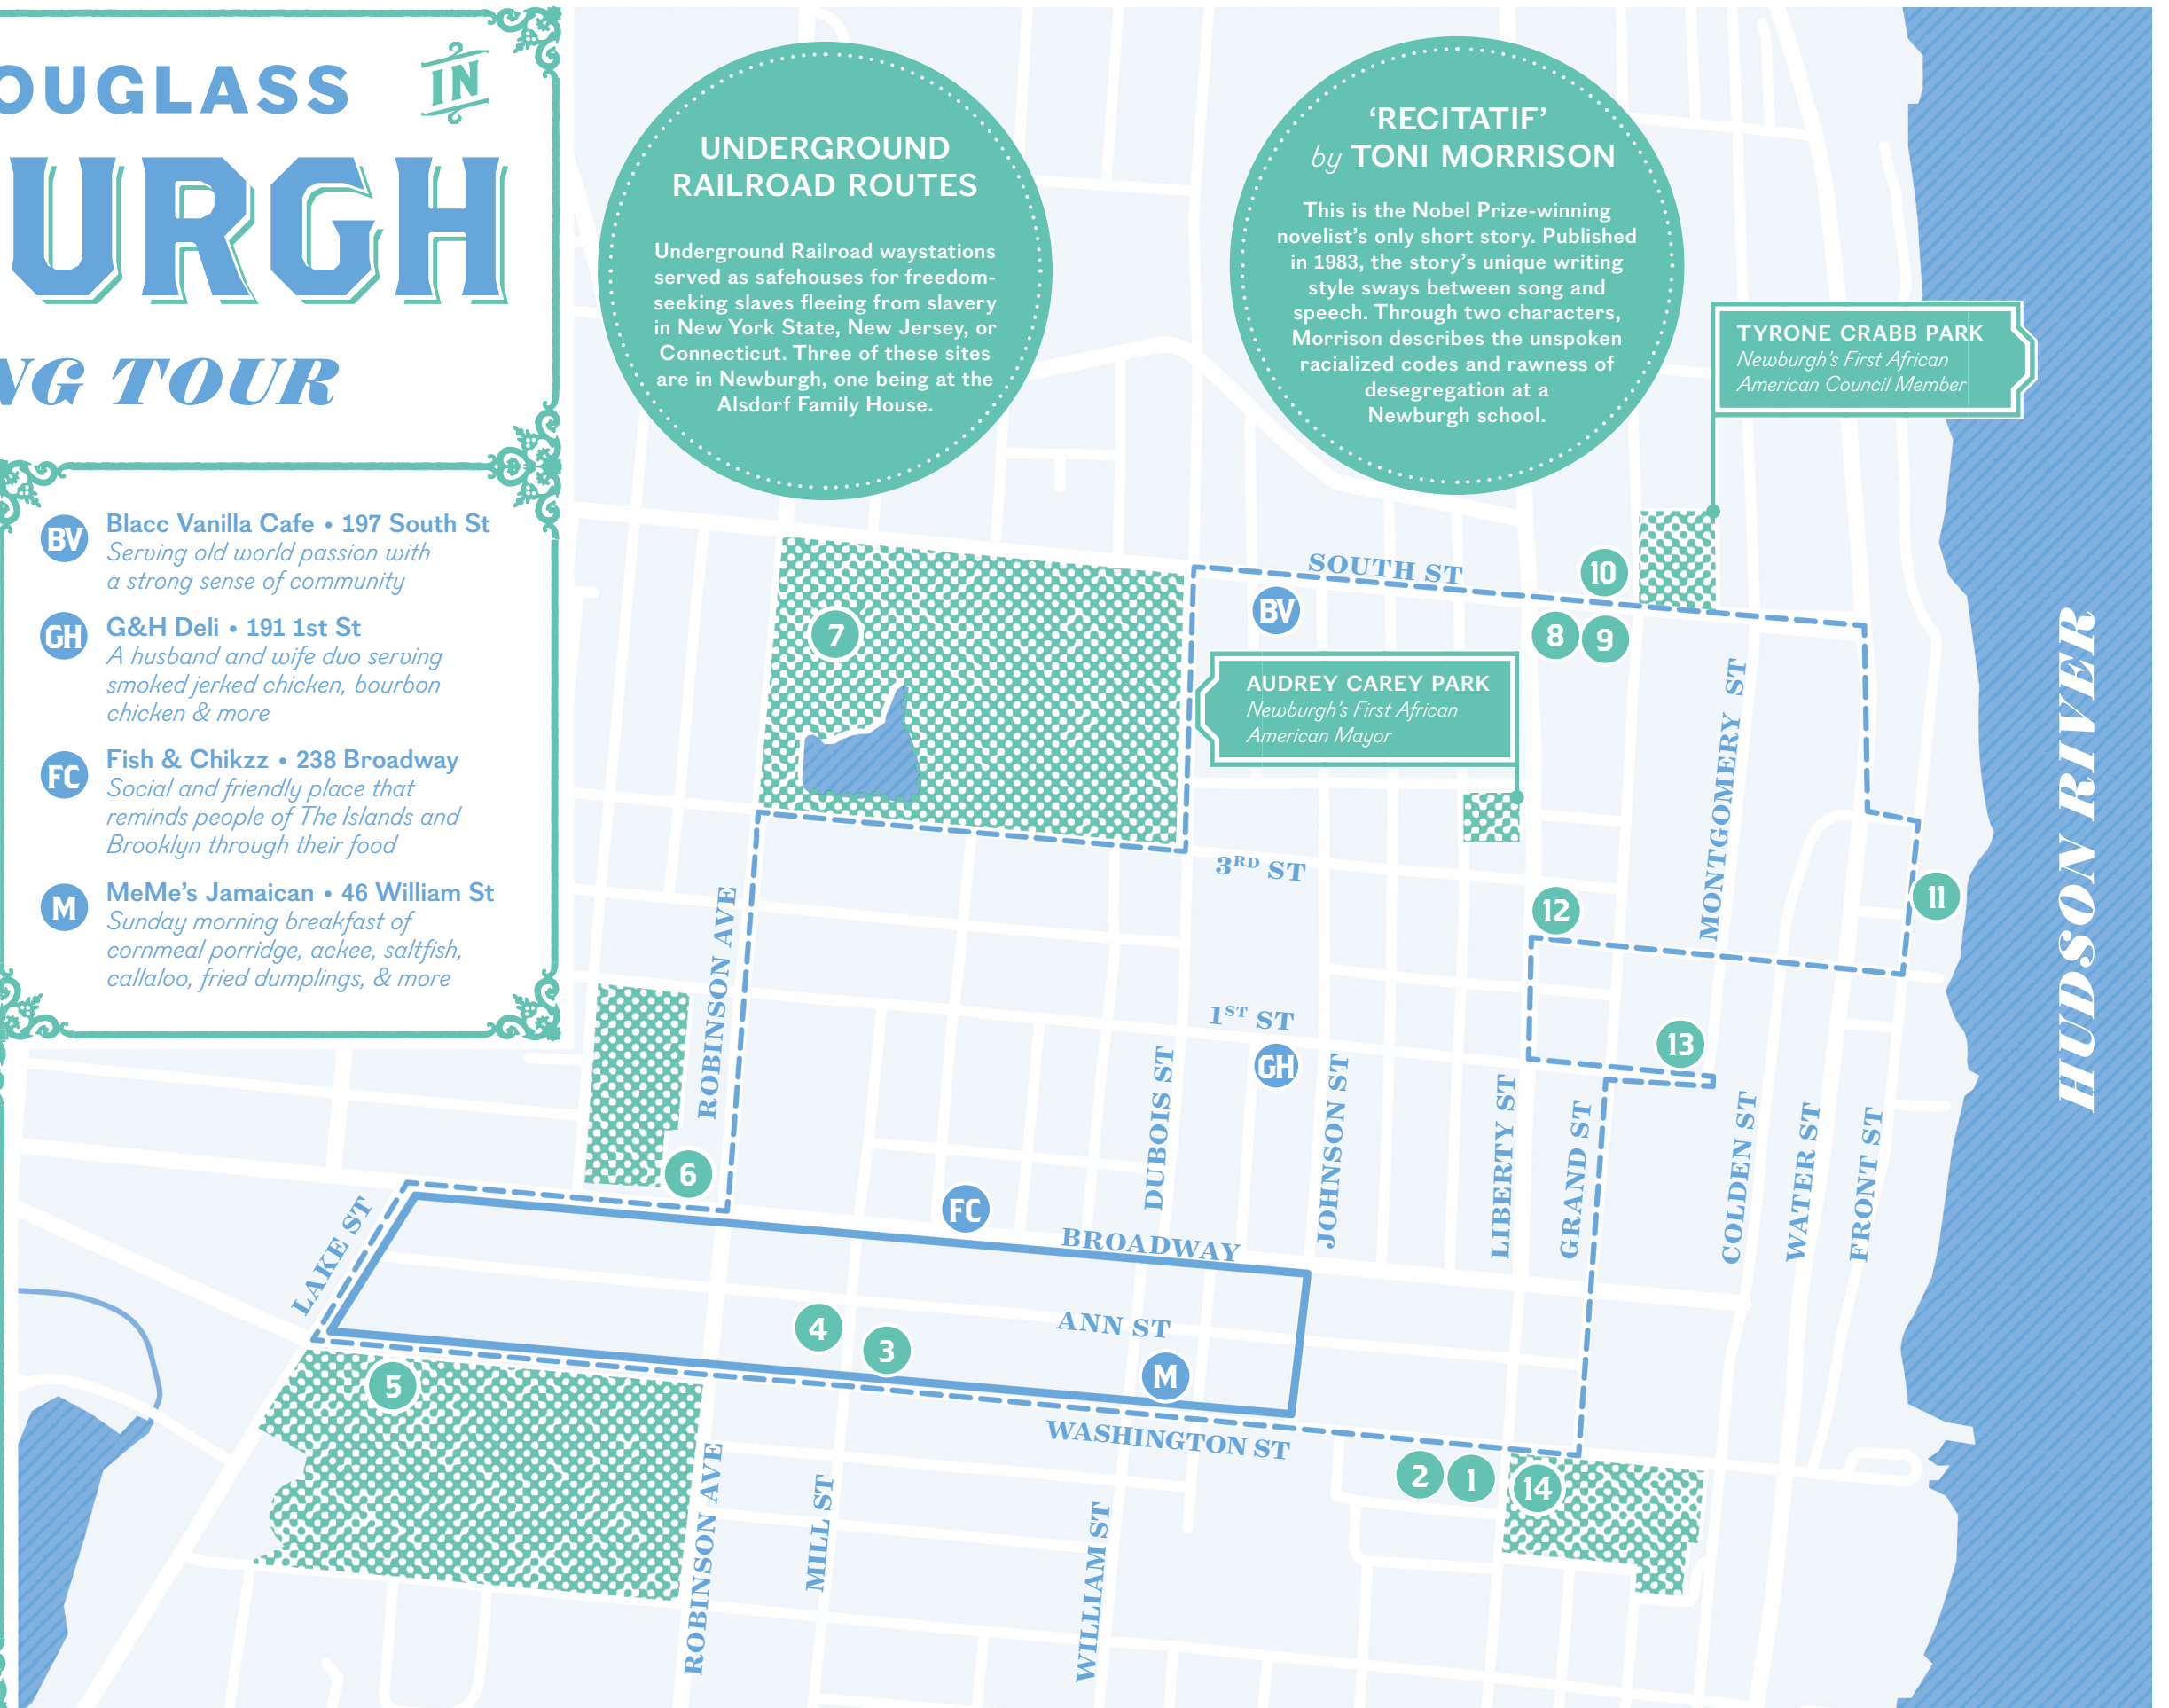 OUGLASS IN
URGH
NG TOUR
BV
Blacc Vanilla Cafe • 197 South St
Serving old world passion with
a strong sense of community
GH
G&H Deli • 191 1st St
A husband and wife duo serving
smoked jerked chicken, bourbon
chicken & more
FC
Fish & Chikzz • 238 Broadway
Social and friendly place that
reminds people of The Islands and
Brooklyn through their food
M
MeMe's Jamaican • 46 William St
Sunday morning breakfast of
cornmeal porridge, ackee, saltfish,
callaloo, fried dumplings, & more
UNDERGROUND
RAILROAD ROUTES
Underground Railroad waystations
served as safehouses for freedom-
seeking slaves fleeing from slavery
in New York State, New Jersey, or
Connecticut. Three of these sites
are in Newburgh, one being at the
Alsdorf Family House.
'RECITATIF'
by TONI MORRISON
This is the Nobel Prize-winning
novelist's only short story. Published
in 1983, the story's unique writing
style sways between song and
speech. Through two characters,
Morrison describes the unspoken
racialized codes and rawness of
desegregation at a
Newburgh school.
TYRONE CRABB PARK
Newburgh's First African
American Council Member
SOUTH ST
10
BV
7
8
9
AUDREY CAREY PARK
Newburgh's First African
American Mayor
MONTGOMERY ST
HUDSON RIVER
3RD ST
11
12
ROBINSON AVE
1ST ST
GH
13
DUBOIS ST
JOHNSON ST
LIBERTY ST
GRAND ST
COLDEN ST
WATER ST
FRONT ST
6
FC
BROADWAY
LAKE ST
4
3
ANN ST
M
5
WASHINGTON ST
2
1
14
ROBINSON AVE
MILL ST
WILLIAM ST